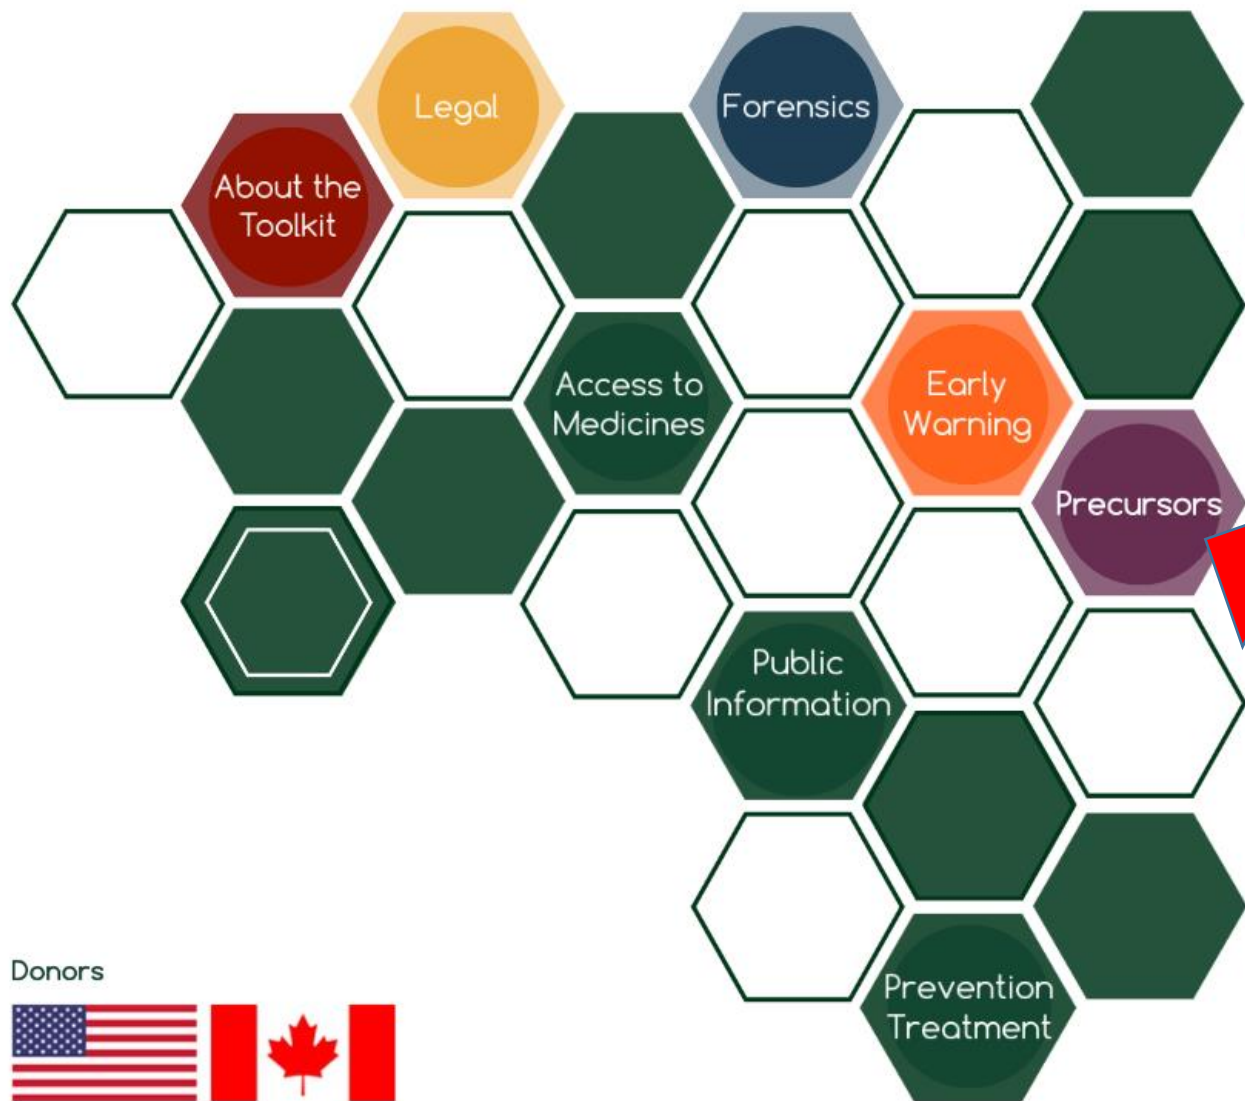 Legal
Forensics
About the
Toolkit
Access to
Medicines
Early
Warning
Precursors
Public
Information
Prevention
Treatment
Donors